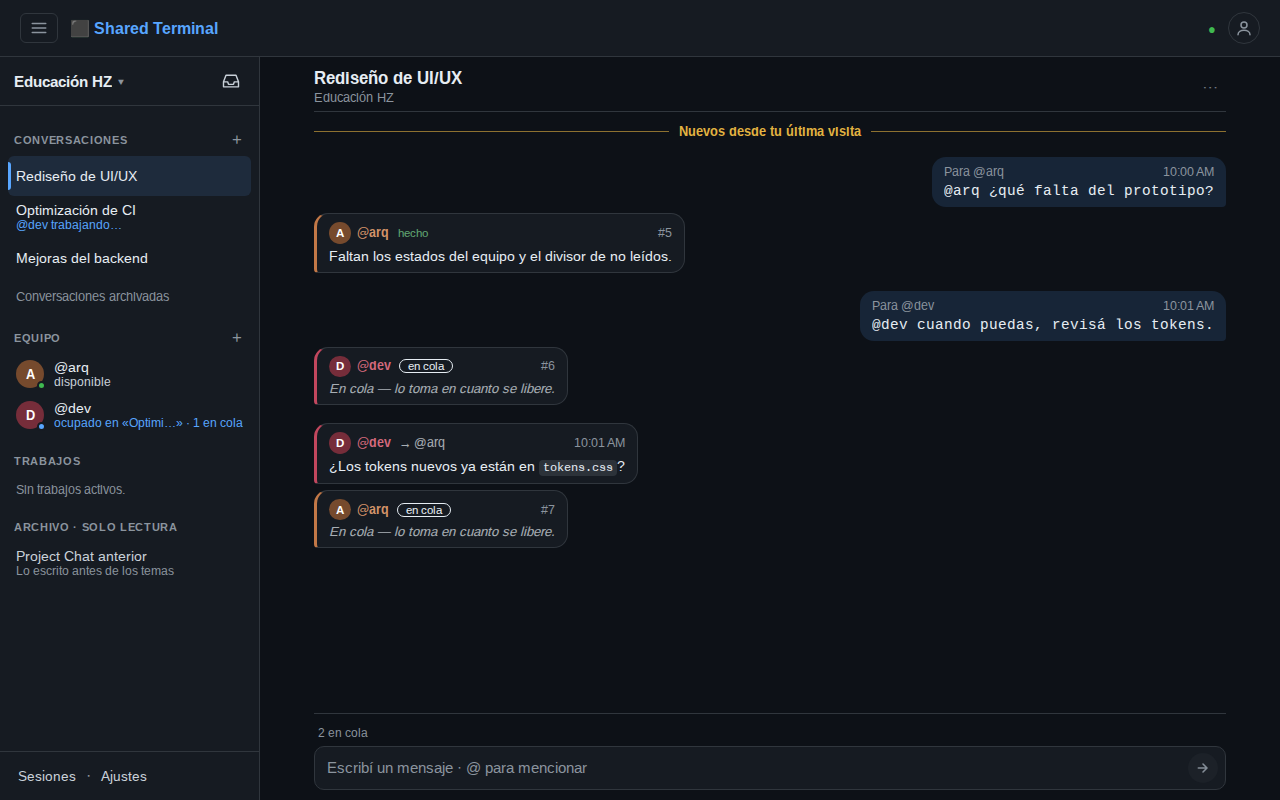 Shared Terminal
Educación HZ ▾
CONVERSACIONES +
Rediseño de UI/UX
Optimización de CI
@dev trabajando…
Mejoras del backend
Conversaciones archivadas
EQUIPO +
A @arq
disponible
D @dev
ocupado en «Optimi…» · 1 en cola
TRABAJOS
Sin trabajos activos.
ARCHIVO · SOLO LECTURA
Project Chat anterior
Lo escrito antes de los temas
Sesiones · Ajustes
Rediseño de UI/UX
Educación HZ
···
Nuevos desde tu última visita
Para @arq 10:00 AM
@arq ¿qué falta del prototipo?
A @arq hecho #5
Faltan los estados del equipo y el divisor de no leídos.
Para @dev 10:01 AM
@dev cuando puedas, revisá los tokens.
D @dev en cola #6
En cola — lo toma en cuanto se libere.
D @dev → @arq 10:01 AM
¿Los tokens nuevos ya están en tokens.css?
A @arq en cola #7
En cola — lo toma en cuanto se libere.
2 en cola
Escribí un mensaje · @ para mencionar